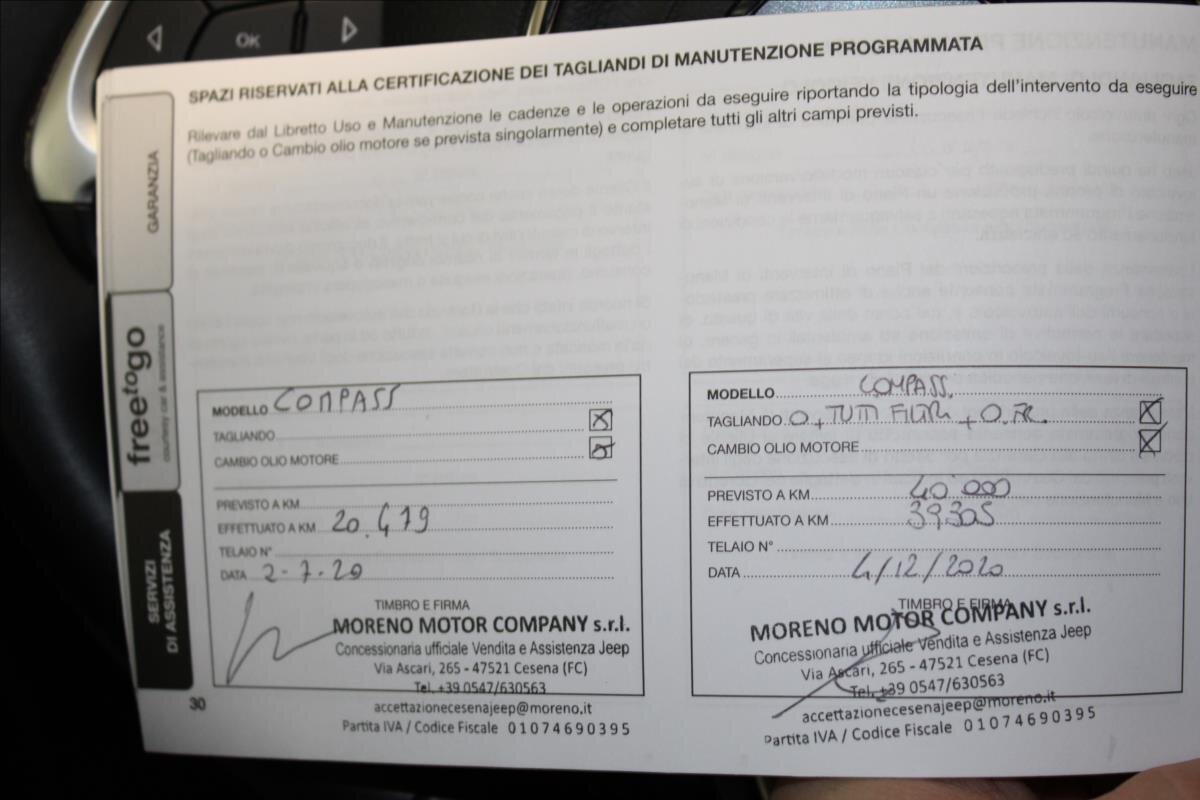 OK
SPAZI RISERVATI ALLA CERTIFICAZIONE DEI TAGLIANDI DI MANUTENZIONE PROGRAMMATA
Rilevare dal Libretto Uso e Manutenzione le cadenze e le operazioni da eseguire riportando la tipologia dell'intervento da eseguire
(Tagliando o Cambio olio motore se prevista singolarmente) e completare tutti gli altri campi previsti.
GARANZIA
freetogo
courtesy car & assistance
SERVIZI
DI ASSISTENZA
MODELLO COMPASS
TAGLIANDO
CAMBIO OLIO MOTORE
PREVISTO A KM
EFFETTUATO A KM 20.479
TELAIO N°
DATA 2-7-20
TIMBRO E FIRMA
MORENO MOTOR COMPANY s.r.l.
Concessionaria ufficiale Vendita e Assistenza Jeep
Via Ascari, 265 - 47521 Cesena (FC)
Tel. +39 0547/630563
accettazionecesenajeep@moreno.it
Partita IVA / Codice Fiscale 01074690395
30
MODELLO COMPASS
TAGLIANDO O + TUTTI FILTRI + O.FR.
CAMBIO OLIO MOTORE
PREVISTO A KM 40.000
EFFETTUATO A KM 39305
TELAIO N°
DATA 4/12/2020
TIMBRO E FIRMA
MORENO MOTOR COMPANY s.r.l.
Concessionaria ufficiale Vendita e Assistenza Jeep
Via Ascari, 265 - 47521 Cesena (FC)
Tel. +39 0547/630563
accettazionecesenajeep@moreno.it
Partita IVA / Codice Fiscale 01074690395